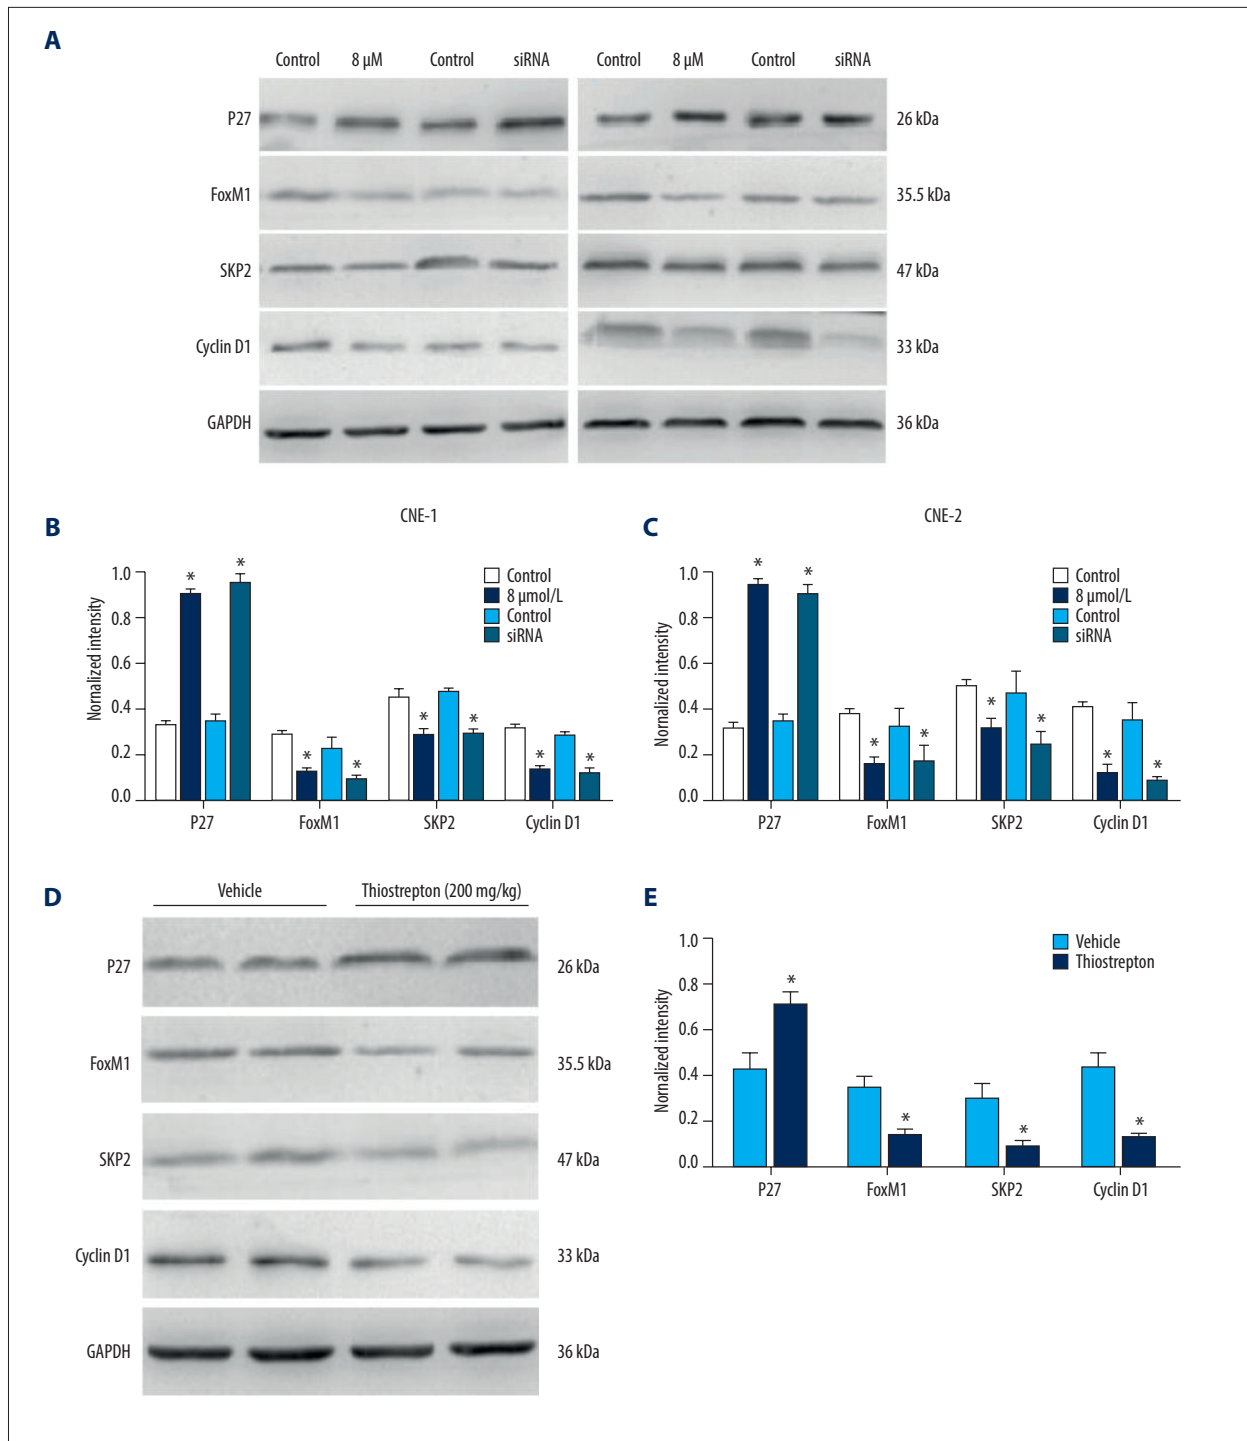 A
Control 8 µM Control siRNA Control 8 µM Control siRNA
P27 26 kDa
FoxM1 35.5 kDa
SKP2 47 kDa
Cyclin D1 33 kDa
GAPDH 36 kDa
B CNE-1
Nornalized intensity
1.0
0.8
0.6
0.4
0.2
0.0
* * * * * * * *
Control
8 µmol/L
Control
siRNA
P27 FoxM1 SKP2 Cyclin D1
C CNE-2
Nornalized intensity
1.0
0.8
0.6
0.4
0.2
0.0
* * * * * * * *
Control
8 µmol/L
Control
siRNA
P27 FoxM1 SKP2 Cyclin D1
D
Vehicle Thiostrepton (200 mg/kg)
P27 26 kDa
FoxM1 35.5 kDa
SKP2 47 kDa
Cyclin D1 33 kDa
GAPDH 36 kDa
E
Nornalized intensity
1.0
0.8
0.6
0.4
0.2
0.0
* * * *
Vehicle
Thiostrepton
P27 FoxM1 SKP2 Cyclin D1